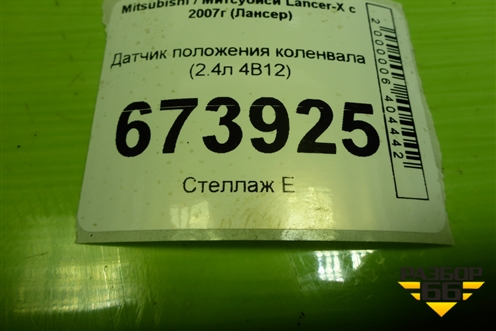 Mitsubishi / Митсубиси Lancer-X с
2007г (Лансер)
Датчик положения коленвала
(2.4л 4B12)
673925
Стеллаж Е
2000006404442
РАЗБОР
66